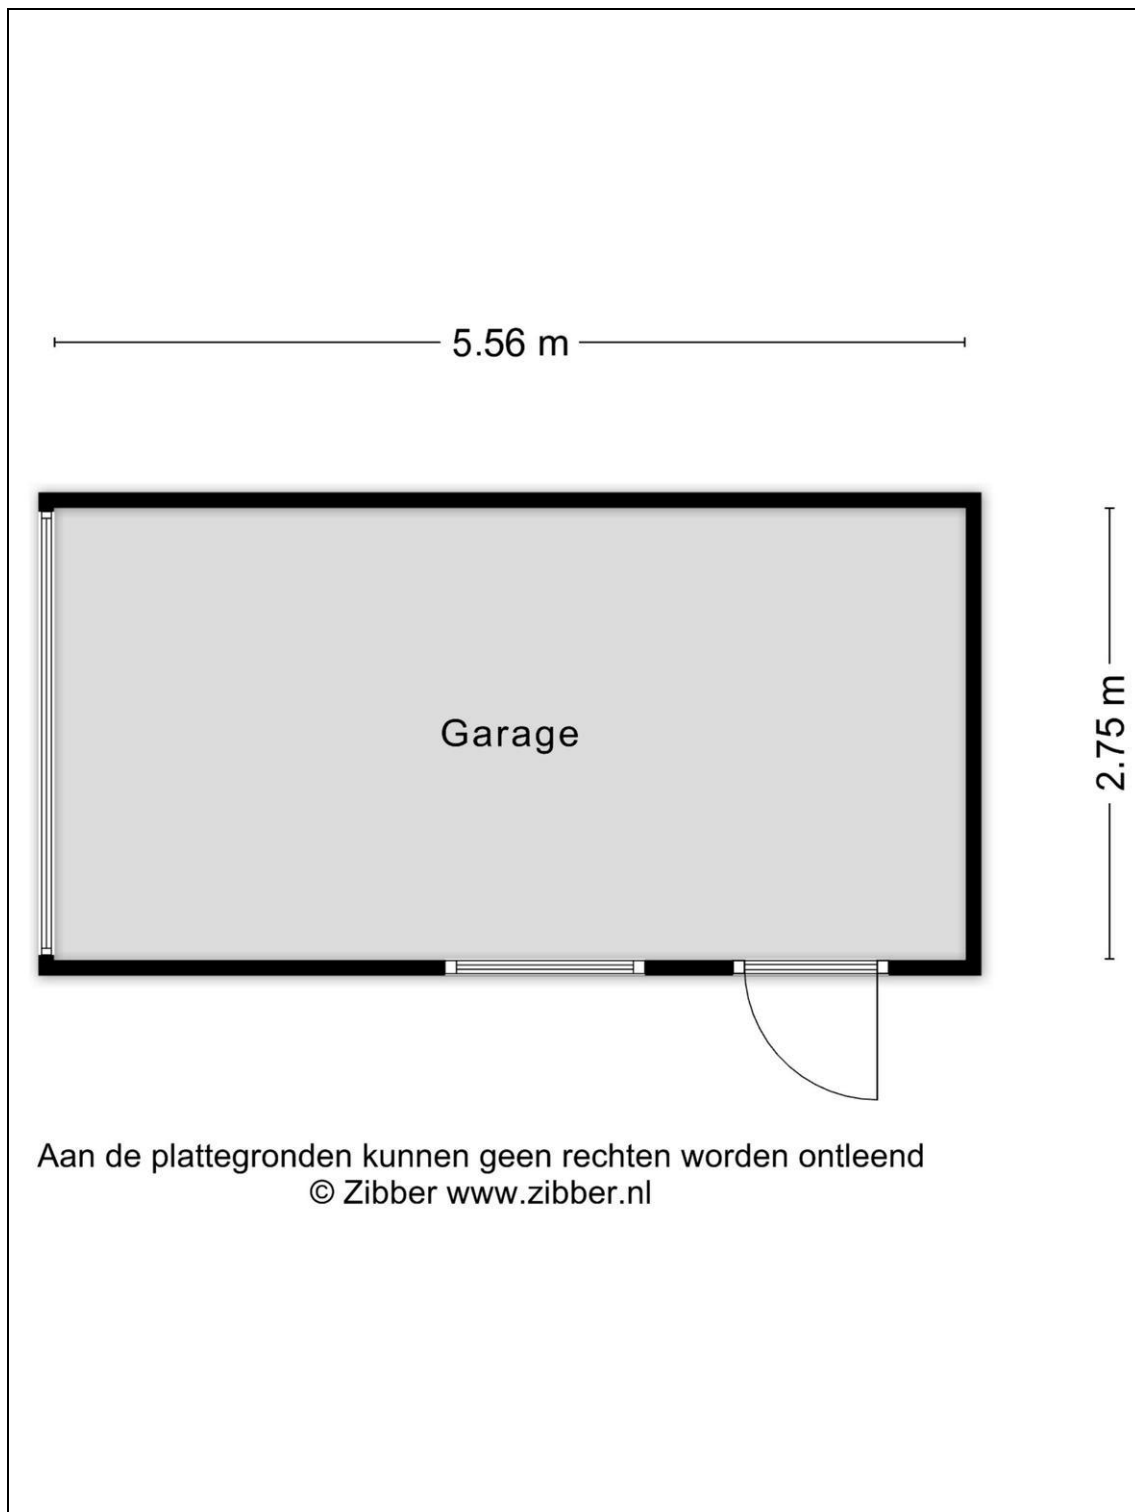 5.56 m
Garage
2.75 m
Aan de plattegronden kunnen geen rechten worden ontleend
© Zibber www.zibber.nl